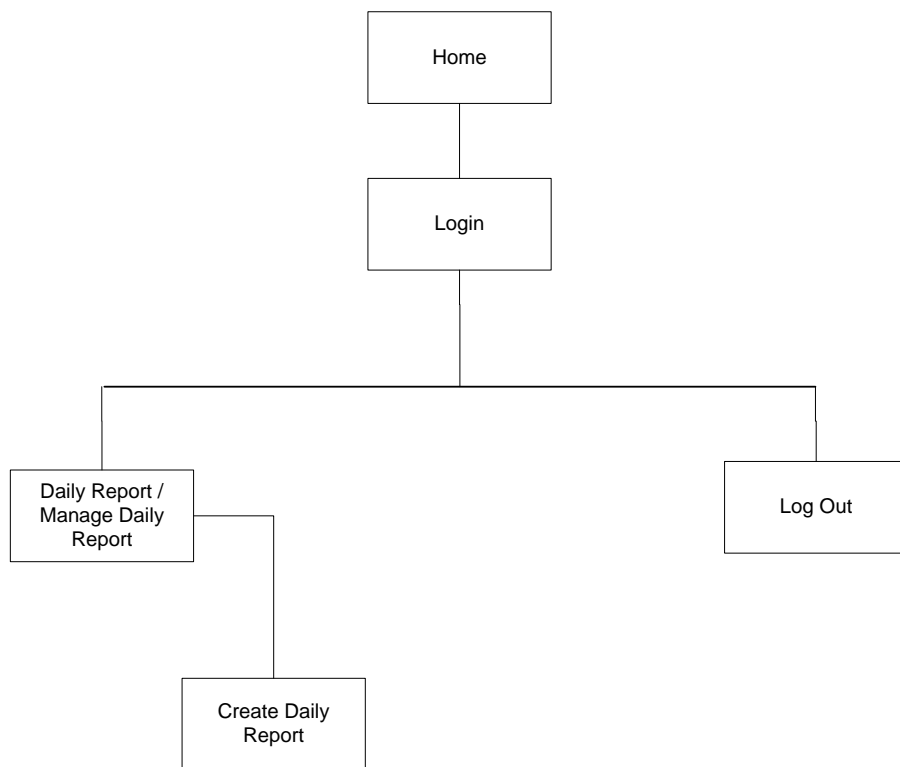 Home
Login
Daily Report /
Manage Daily
Report
Log Out
Create Daily
Report